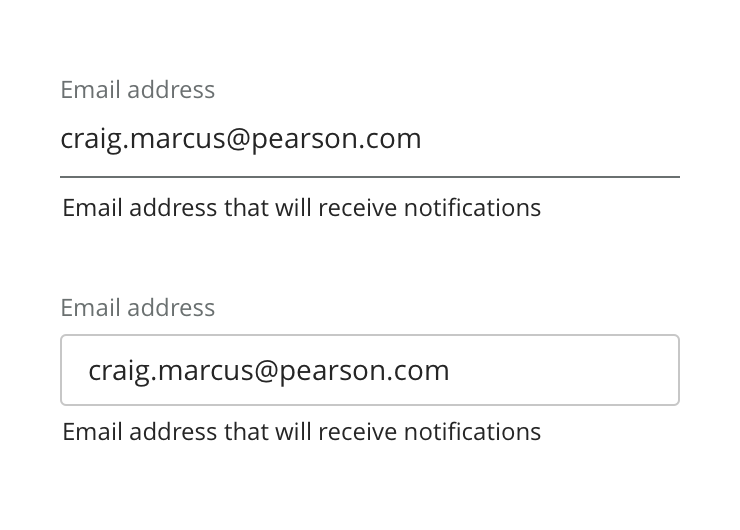 Email address
craig.marcus@pearson.com
Email address that will receive notifications
Email address
craig.marcus@pearson.com
Email address that will receive notifications